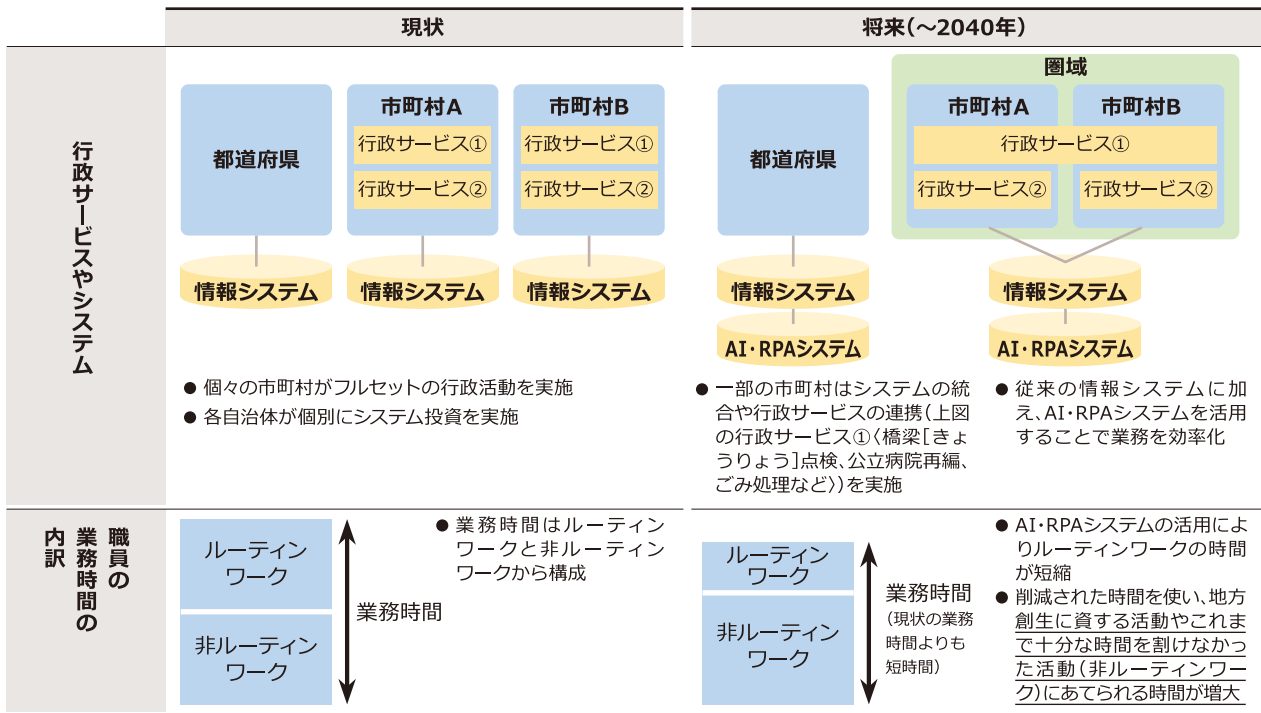 現状
将来(～2040年)
行政サービスやシステム
都道府県
市町村A
行政サービス①
行政サービス②
市町村B
行政サービス①
行政サービス②
情報システム
情報システム
情報システム
● 個々の市町村がフルセットの行政活動を実施
● 各自治体が個別にシステム投資を実施
圏域
都道府県
市町村A
市町村B
行政サービス①
行政サービス②
行政サービス②
情報システム
AI・RPAシステム
情報システム
AI・RPAシステム
● 一部の市町村はシステムの統
合や行政サービスの連携(上図
の行政サービス①〈橋梁[きょ
うりょう]点検、公立病院再編、
ごみ処理など〉)を実施
● 従来の情報システムに加
え、AI・RPAシステムを活用
することで業務を効率化
職員の
業務時間の
内訳
ルーティン
ワーク
非ルーティン
ワーク
業務時間
● 業務時間はルーティン
ワークと非ルーティン
ワークから構成
ルーティン
ワーク
非ルーティン
ワーク
業務時間
(現状の業務
時間よりも
短時間)
● AI・RPAシステムの活用によ
りルーティンワークの時間
が短縮
● 削減された時間を使い、地方
創生に資する活動やこれま
で十分な時間を割けなかっ
た活動(非ルーティンワー
ク)にあてられる時間が増大